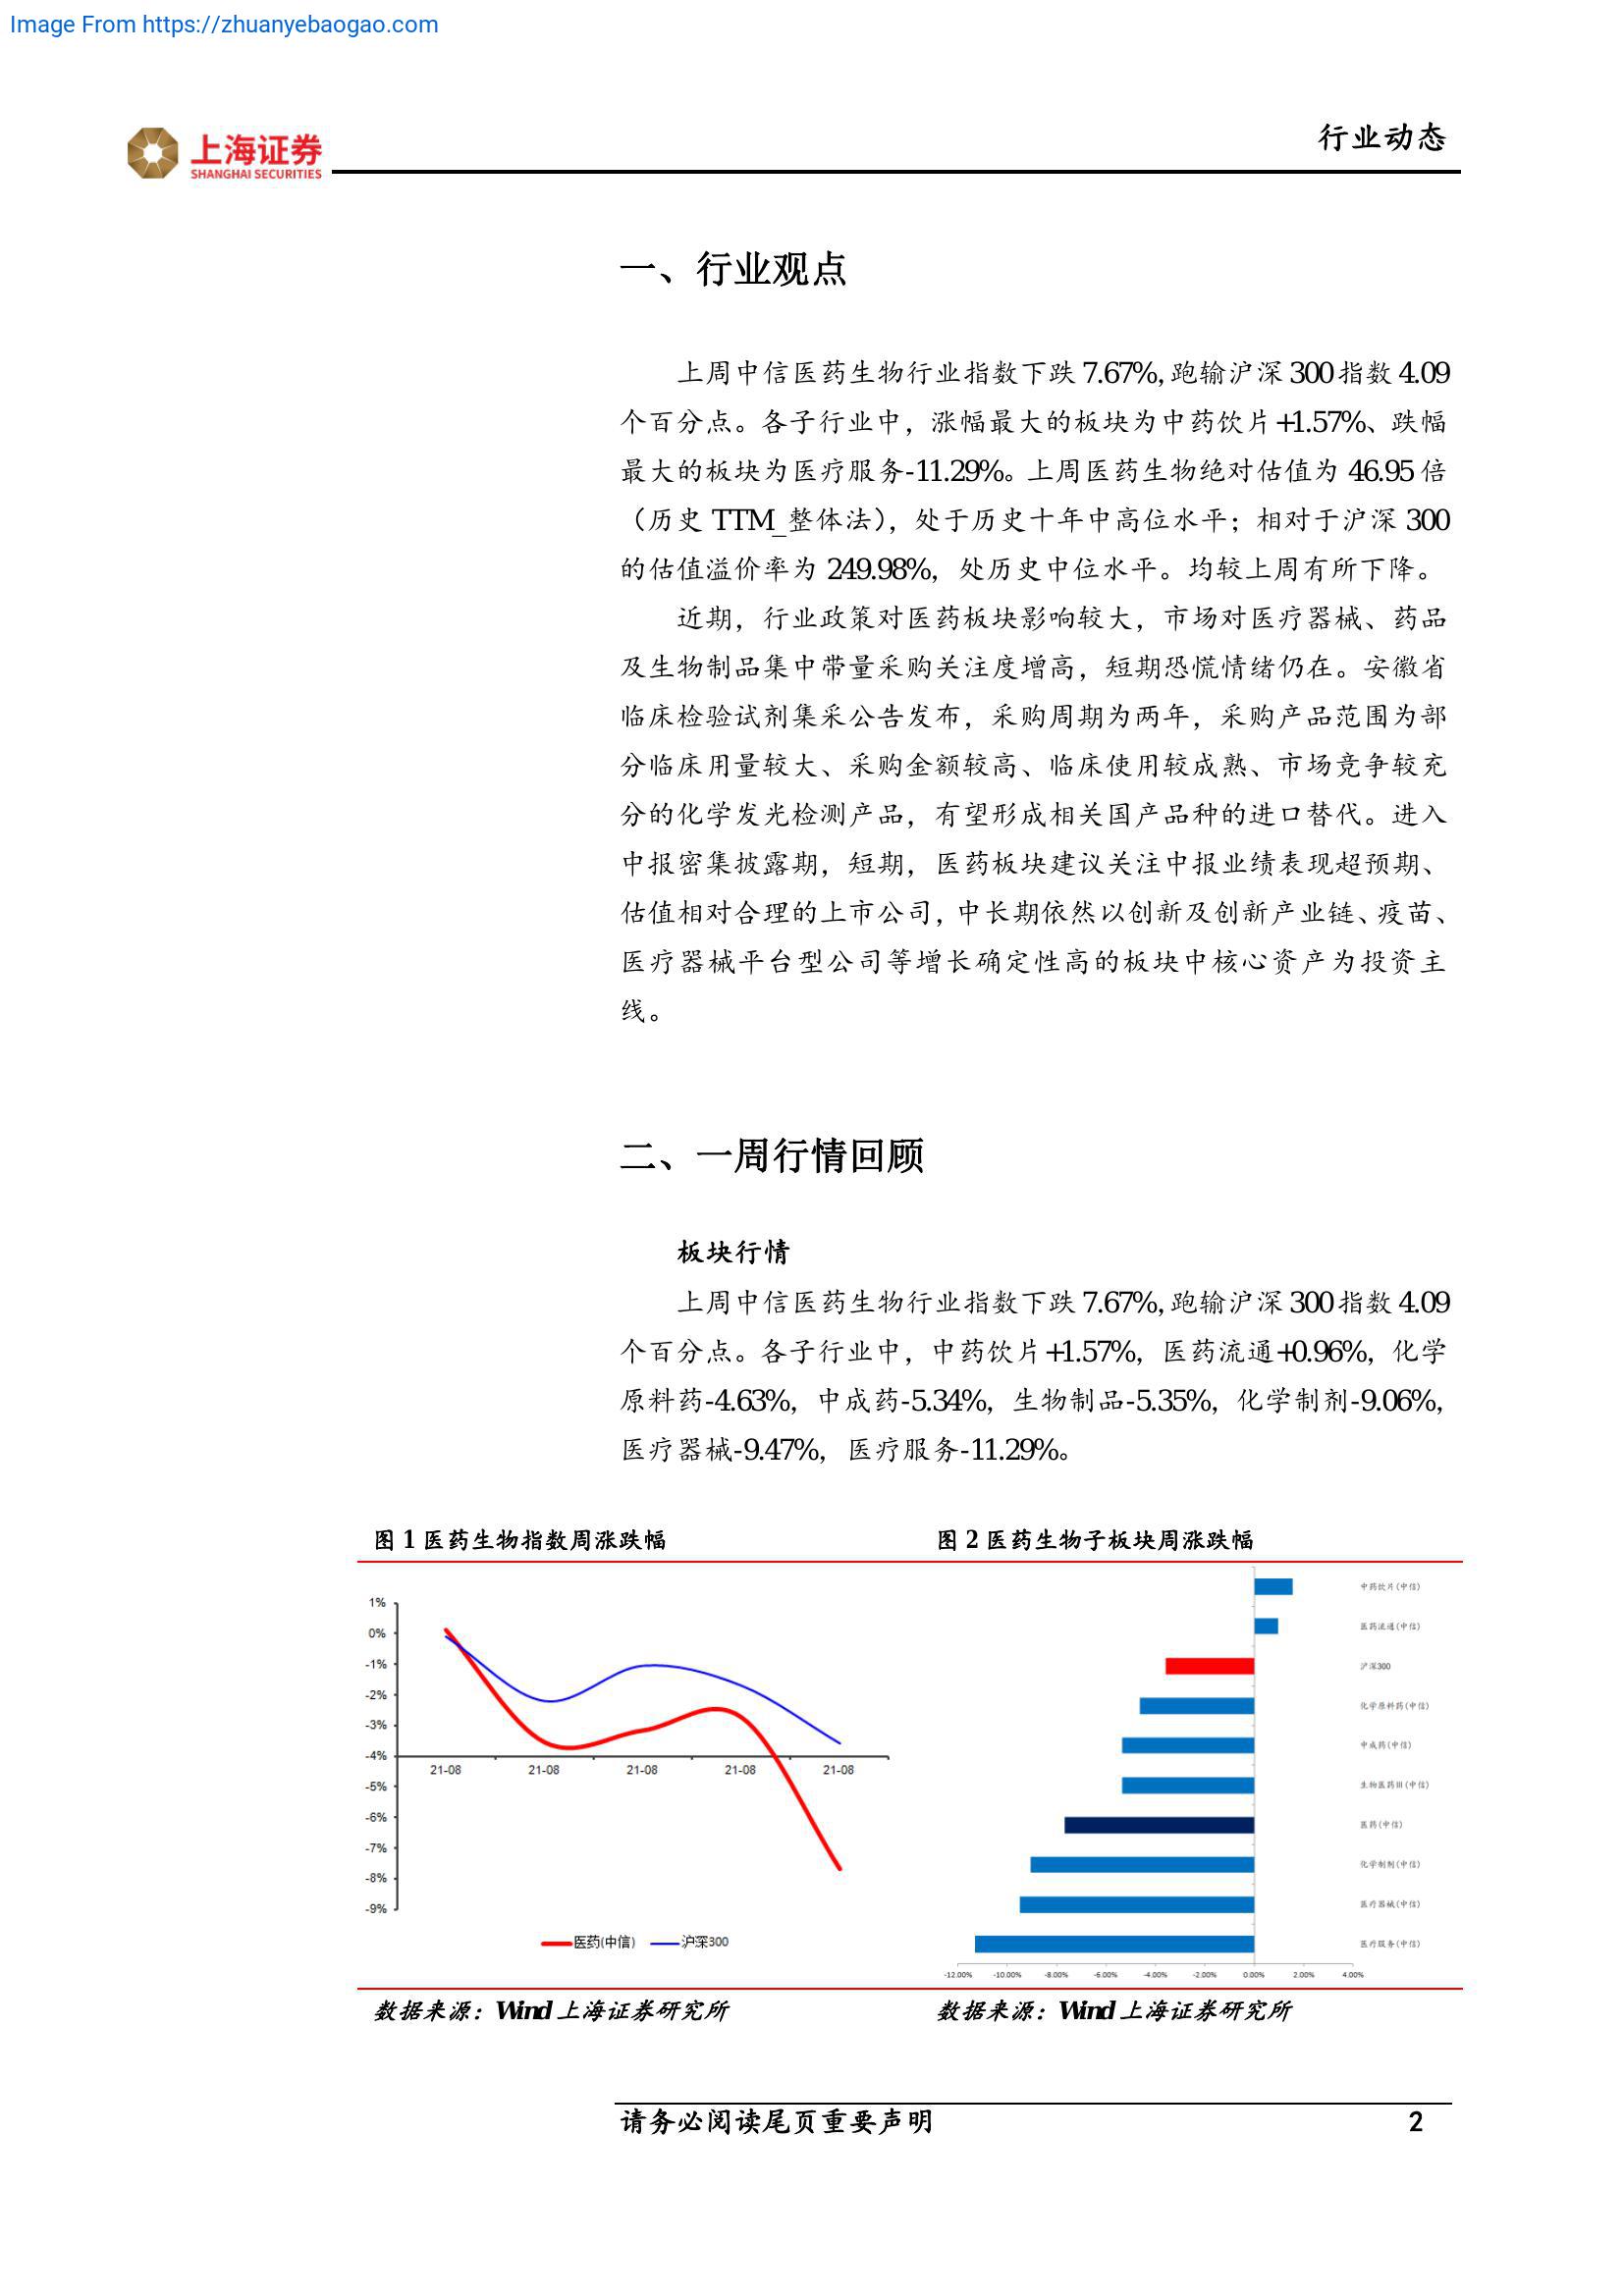 Image From https://zhuanyebaogao.com
上海证券
SHANGHAI SECURITIES
行业动态
一、行业观点
上周中信医药生物行业指数下跌 7.67%，跑输沪深 300 指数 4.09
个百分点。各子行业中，涨幅最大的板块为中药饮片+1.57%、跌幅
最大的板块为医疗服务-11.29%。上周医药生物绝对估值为 46.95 倍
（历史 TTM_整体法），处于历史十年中高位水平；相对于沪深 300
的估值溢价率为 249.98%，处历史中位水平。均较上周有所下降。
近期，行业政策对医药板块影响较大，市场对医疗器械、药品
及生物制品集中带量采购关注度增高，短期恐慌情绪仍在。安徽省
临床检验试剂集采公告发布，采购周期为两年，采购产品范围为部
分临床用量较大、采购金额较高、临床使用较成熟、市场竞争较充
分的化学发光检测产品，有望形成相关国产品种的进口替代。进入
中报密集披露期，短期，医药板块建议关注中报业绩表现超预期、
估值相对合理的上市公司，中长期依然以创新及创新产业链、疫苗、
医疗器械平台型公司等增长确定性高的板块中核心资产为投资主
线。
二、一周行情回顾
板块行情
上周中信医药生物行业指数下跌 7.67%，跑输沪深 300 指数 4.09
个百分点。各子行业中，中药饮片+1.57%，医药流通+0.96%，化学
原料药-4.63%，中成药-5.34%，生物制品-5.35%，化学制剂-9.06%，
医疗器械-9.47%，医疗服务-11.29%。
图 1 医药生物指数周涨跌幅
1%
0%
-1%
-2%
-3%
-4%
-5%
-6%
-7%
-8%
-9%
21-08 21-08 21-08 21-08 21-08
医药(中信) 沪深300
数据来源：Wind 上海证券研究所
图 2 医药生物子板块周涨跌幅
中药饮片(中信)
医药流通(中信)
沪深300
化学原料药(中信)
中成药(中信)
生物医药III(中信)
医药(中信)
化学制剂(中信)
医疗器械(中信)
医疗服务(中信)
-12.00% -10.00% -8.00% -6.00% -4.00% -2.00% 0.00% 2.00% 4.00%
数据来源：Wind 上海证券研究所
请务必阅读尾页重要声明
2